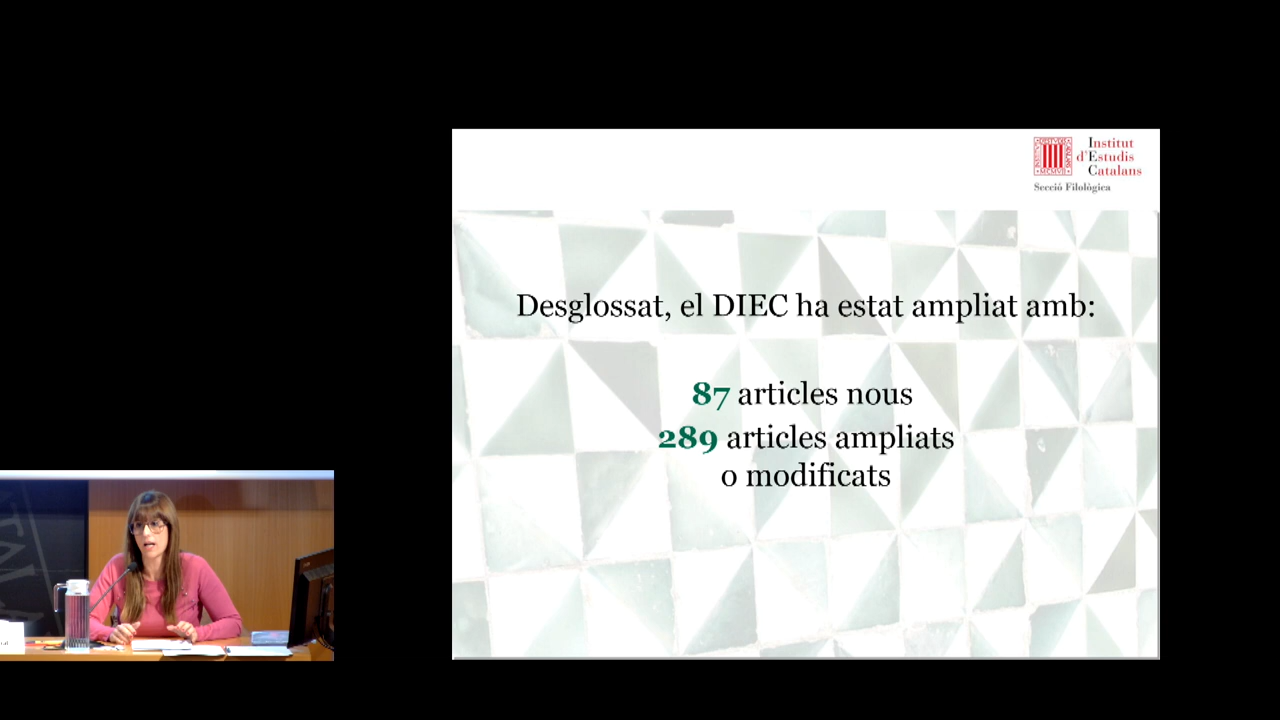 Institut
d'Estudis
Catalans
Secció Filològica
Desglossat, el DIEC ha estat ampliat amb:
87 articles nous
289 articles ampliats
o modificats